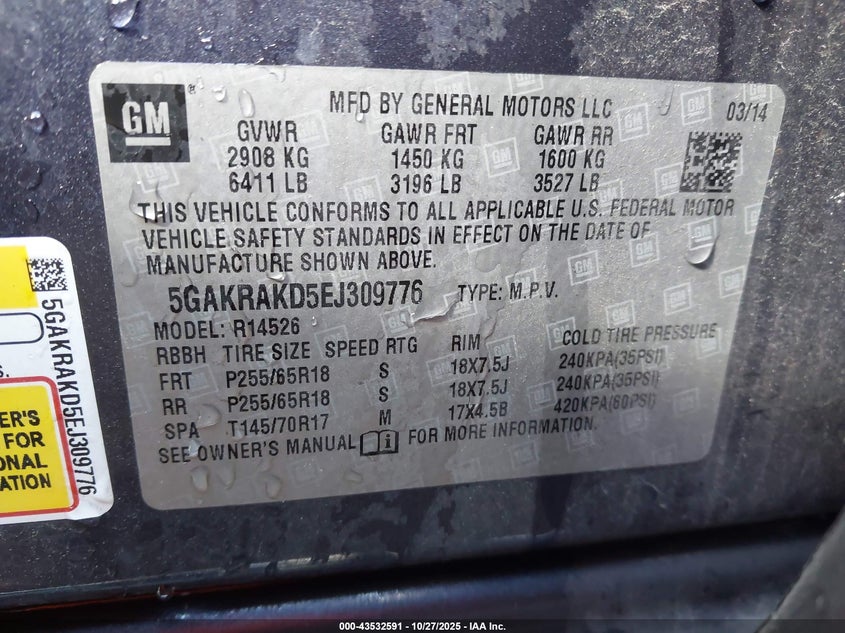 GM
MFD BY GENERAL MOTORS LLC
03/14
GVWR GAWR FRT GAWR RR
2908 KG 1450 KG 1600 KG
6411 LB 3196 LB 3527 LB
THIS VEHICLE CONFORMS TO ALL APPLICABLE U.S. FEDERAL MOTOR
VEHICLE SAFETY STANDARDS IN EFFECT ON THE DATE OF
MANUFACTURE SHOWN ABOVE.
5GAKRAKD5EJ309776 TYPE: M.P.V.
MODEL: R14526
RBBH TIRE SIZE SPEED RTG RIM COLD TIRE PRESSURE
FRT P255/65R18 S 18X7.5J 240KPA(35PSI)
RR P255/65R18 S 18X7.5J 240KPA(35PSI)
SPA T145/70R17 M 17X4.5B 420KPA(60PSI)
SEE OWNER'S MANUAL FOR MORE INFORMATION.
5GAKRAKD5EJ309776
S.
ER'S
FOR
ONAL
ATION
000-43532591 | 10/27/2025 | IAA Inc.